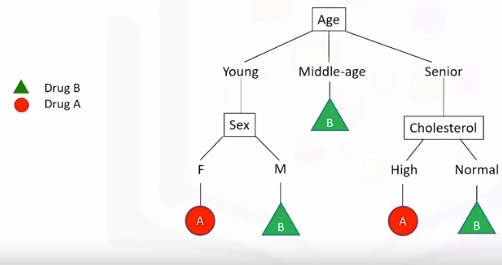 Age
Young Middle-age Senior
Drug B
Drug A
Sex B Cholesterol
F M High Normal
A B A B